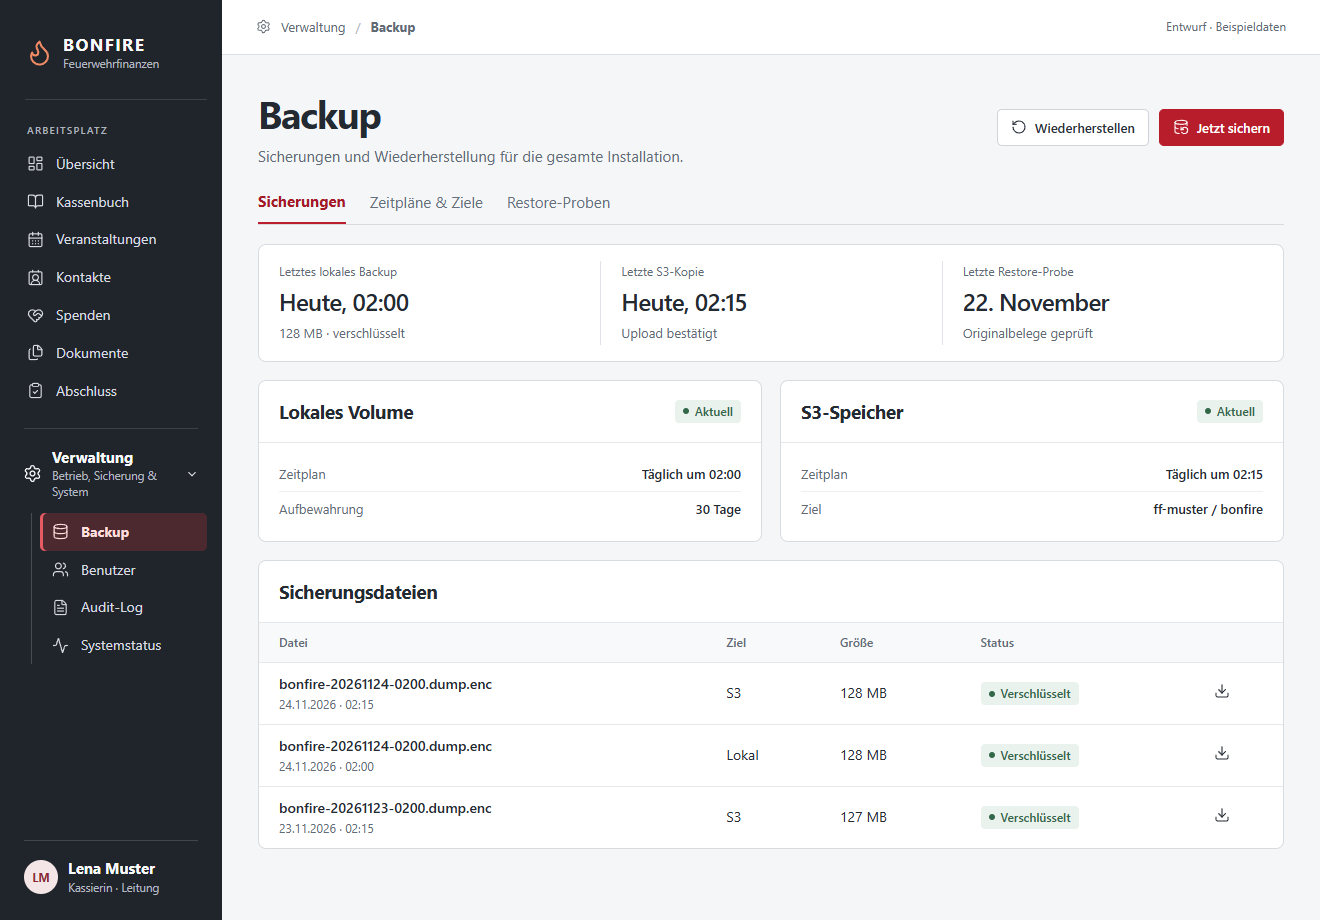 BONFIRE
Feuerwehrfinanzen
ARBEITSPLATZ
Übersicht
Kassenbuch
Veranstaltungen
Kontakte
Spenden
Dokumente
Abschluss
Verwaltung
Betrieb, Sicherung &
System
Backup
Benutzer
Audit-Log
Systemstatus
LM
Lena Muster
Kassierin · Leitung
Verwaltung / Backup
Entwurf · Beispieldaten
Backup
Sicherungen und Wiederherstellung für die gesamte Installation.
Wiederherstellen
Jetzt sichern
Sicherungen
Zeitpläne & Ziele
Restore-Proben
Letztes lokales Backup
Heute, 02:00
128 MB · verschlüsselt
Letzte S3-Kopie
Heute, 02:15
Upload bestätigt
Letzte Restore-Probe
22. November
Originalbelege geprüft
Lokales Volume
Aktuell
Zeitplan
Täglich um 02:00
Aufbewahrung
30 Tage
S3-Speicher
Aktuell
Zeitplan
Täglich um 02:15
Ziel
ff-muster / bonfire
Sicherungsdateien
Datei Ziel Größe Status
bonfire-20261124-0200.dump.enc
24.11.2026 · 02:15
S3 128 MB Verschlüsselt
bonfire-20261124-0200.dump.enc
24.11.2026 · 02:00
Lokal 128 MB Verschlüsselt
bonfire-20261123-0200.dump.enc
23.11.2026 · 02:15
S3 127 MB Verschlüsselt